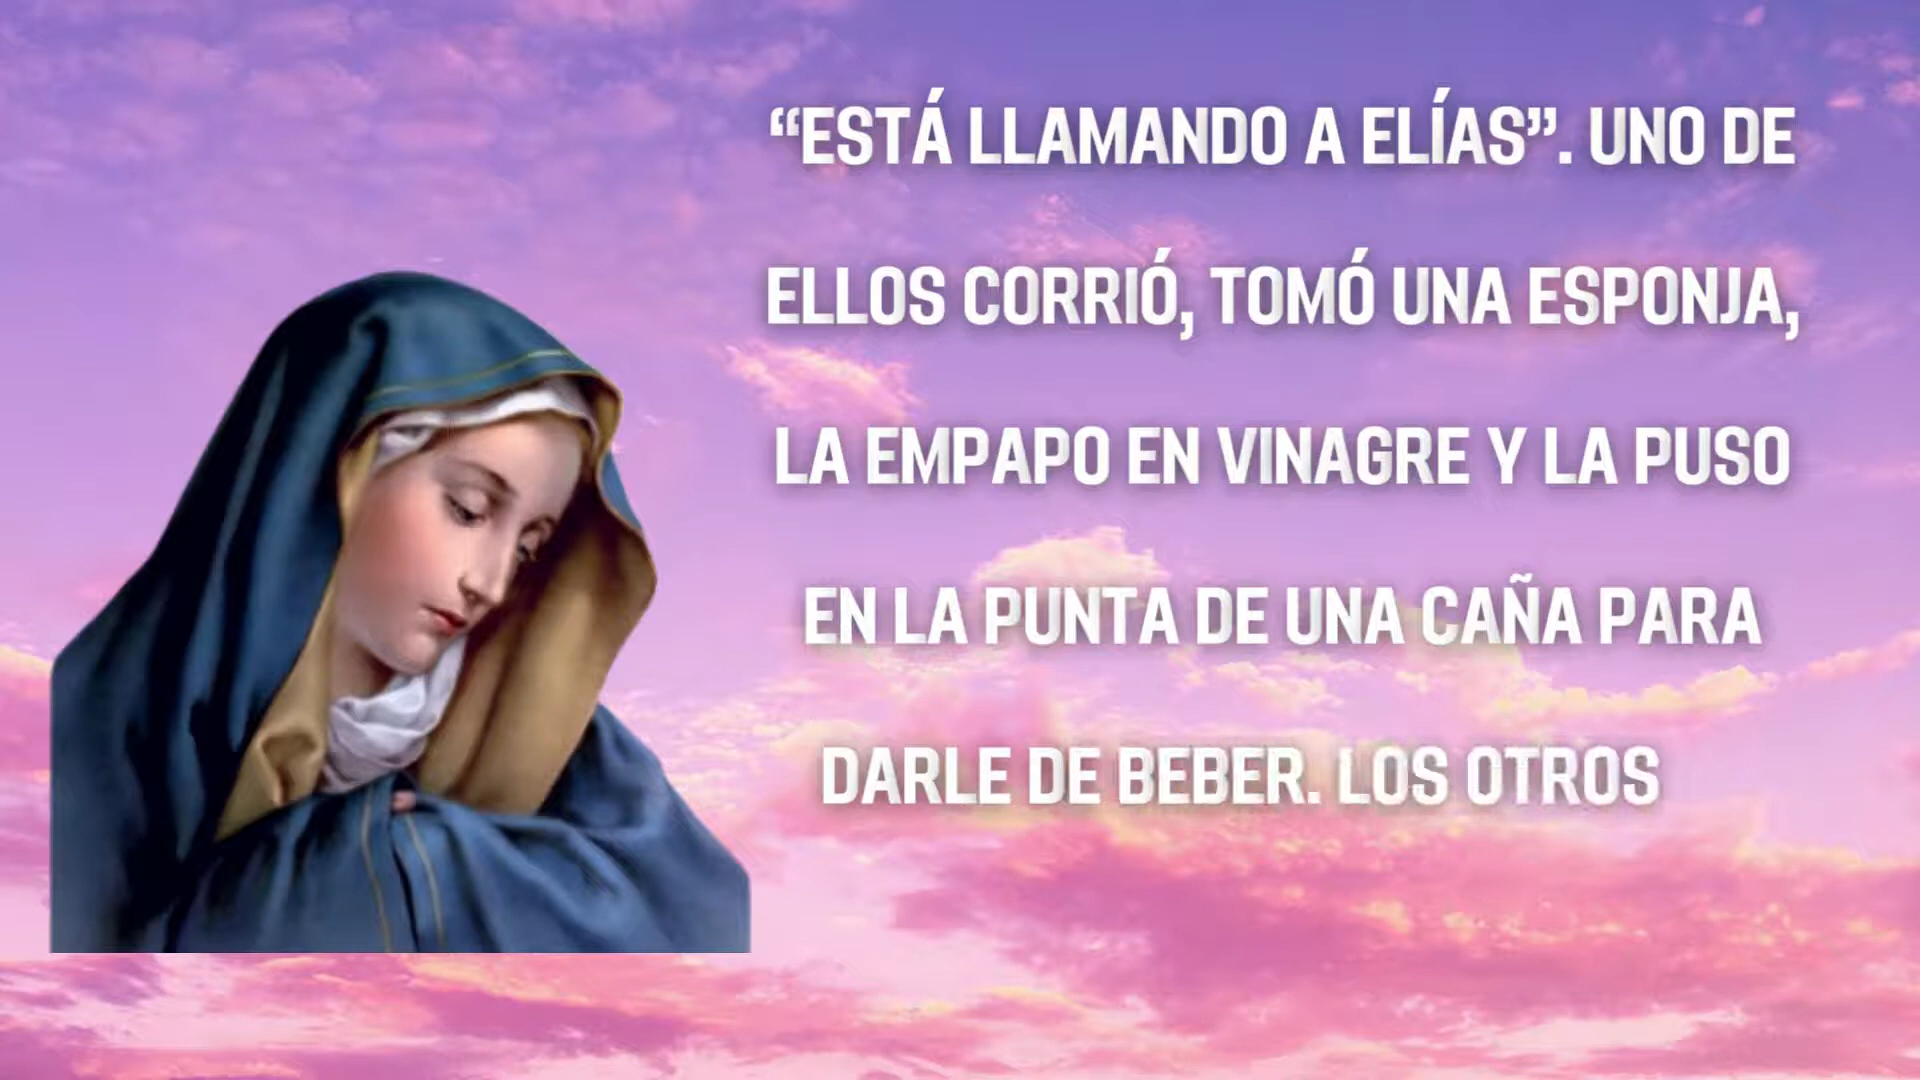 “ESTÁ LLAMANDO A ELÍAS”. UNO DE
ELLOS CORRIÓ, TOMÓ UNA ESPONJA,
LA EMPAPO EN VINAGRE Y LA PUSO
EN LA PUNTA DE UNA CAÑA PARA
DARLE DE BEBER. LOS OTROS